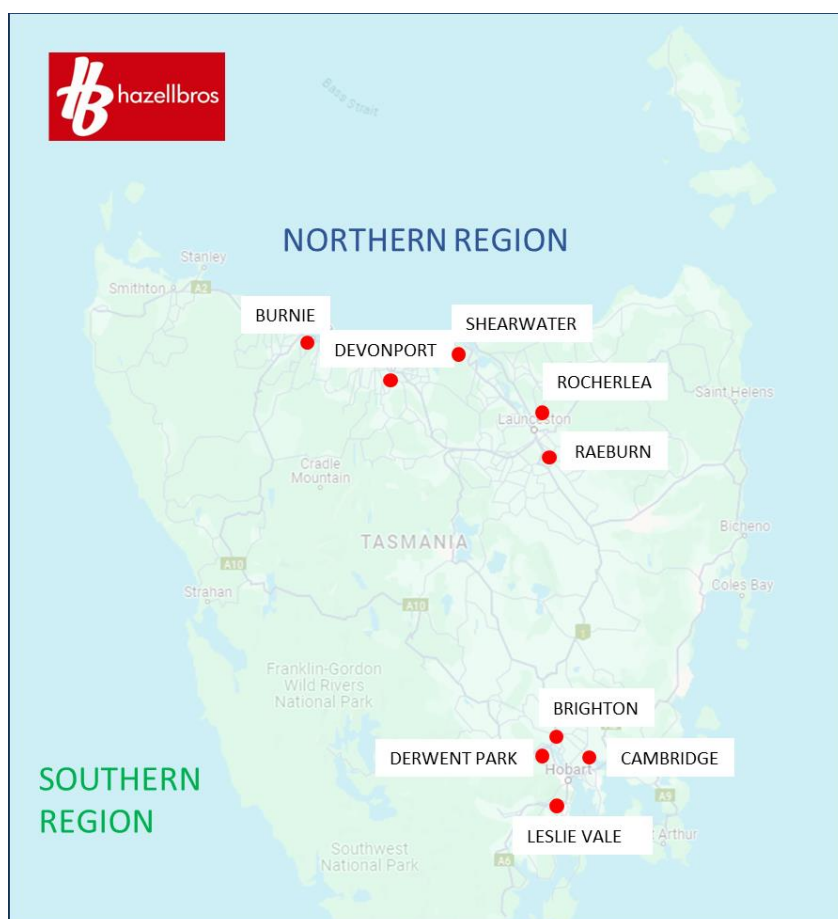 hazellbros
Bass Strait
NORTHERN REGION
Stanley
Smithton
A2
BURNIE
SHEARWATER
DEVONPORT
ROCHERLEA
Saint Helens
Launceston
RAEBURN
Cradle
Mountain
TASMANIA
Bicheno
A10
Coles Bay
Strahan
A10
1
Franklin-Gordon
Wild Rivers
National Park
BRIGHTON
DERWENT PARK
CAMBRIDGE
Hobart
SOUTHERN
REGION
A9
LESLIE VALE
Arthur
Southwest
National Park
A6